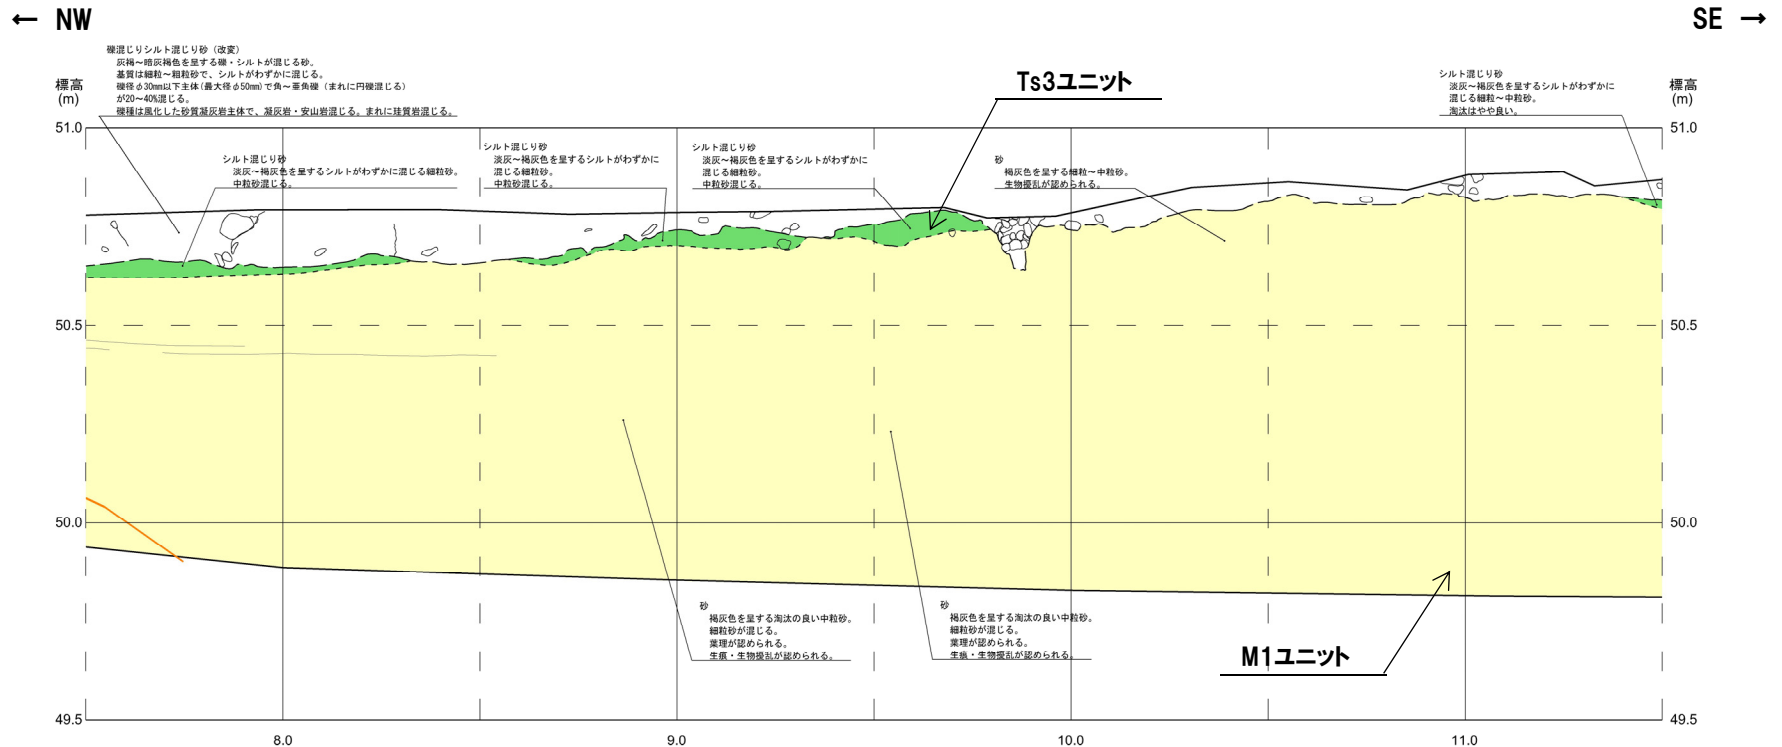 ← NW
SE →
礫混じりシルト混じり砂（改変）
灰褐～暗灰褐色を呈する礫・シルトが混じる砂。
基質は細粒～粗粒砂で、シルトがわずかに混じる。
礫径φ30mm以下主体(最大径φ50mm)で角～亜角礫（まれに円礫混じる）
が20～40%混じる。
礫種は風化した砂質凝灰岩主体で、凝灰岩・安山岩混じる。まれに珪質岩混じる。
Ts3ユニット
シルト混じり砂
淡灰～褐灰色を呈するシルトがわずかに
混じる細粒～中粒砂。
淘汰はやや良い。
標高
(m)
標高
(m)
51.0
51.0
シルト混じり砂
淡灰～褐灰色を呈するシルトがわずかに混じる細粒砂。
中粒砂混じる。
シルト混じり砂
淡灰～褐灰色を呈するシルトがわずかに
混じる細粒砂。
中粒砂混じる。
シルト混じり砂
淡灰～褐灰色を呈するシルトがわずかに
混じる細粒砂。
中粒砂混じる。
砂
褐灰色を呈する細粒～中粒砂。
生物擾乱が認められる。
50.5
50.5
50.0
50.0
砂
褐灰色を呈する淘汰の良い中粒砂。
細粒砂が混じる。
葉理が認められる。
生痕・生物擾乱が認められる。
砂
褐灰色を呈する淘汰の良い中粒砂。
細粒砂が混じる。
葉理が認められる。
生痕・生物擾乱が認められる。
M1ユニット
49.5
49.5
8.0
9.0
10.0
11.0